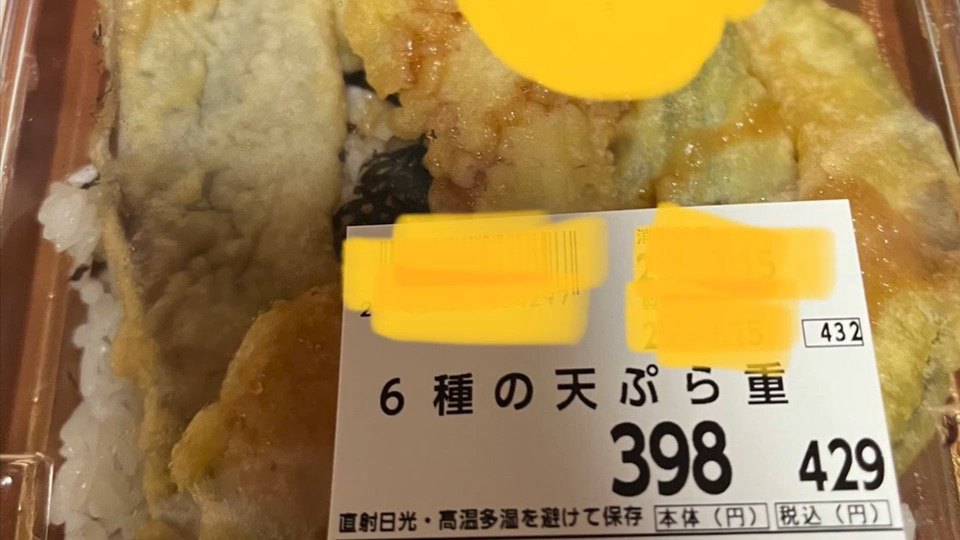 432
6種の天ぷら重
398 429
直射日光・高温多湿を避けて保存 本体(円) 税込(円)